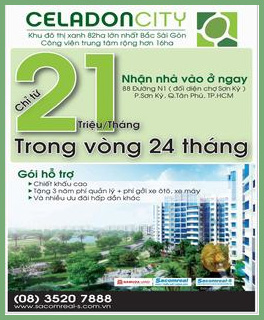 CELADONCITY
Khu đô thị xanh 82ha lớn nhất Bắc Sài Gòn
Công viên trung tâm rộng hơn 16ha
Chỉ từ
21
Triệu/Tháng
Nhận nhà vào ở ngay
88 Đường N1 ( đối diện chợ Sơn Kỳ )
P.Sơn Kỳ, Q.Tân Phú, TP.HCM
Trong vòng 24 tháng
Gói hỗ trợ
Chiết khấu cao
Tặng 3 năm phí quản lý + phí gởi xe ôtô, xe máy
Và nhiều ưu đãi hấp dẫn khác
(08) 3520 7888
www.sacomreal-s.com.vn
Sacomreal
Sacomreal-S